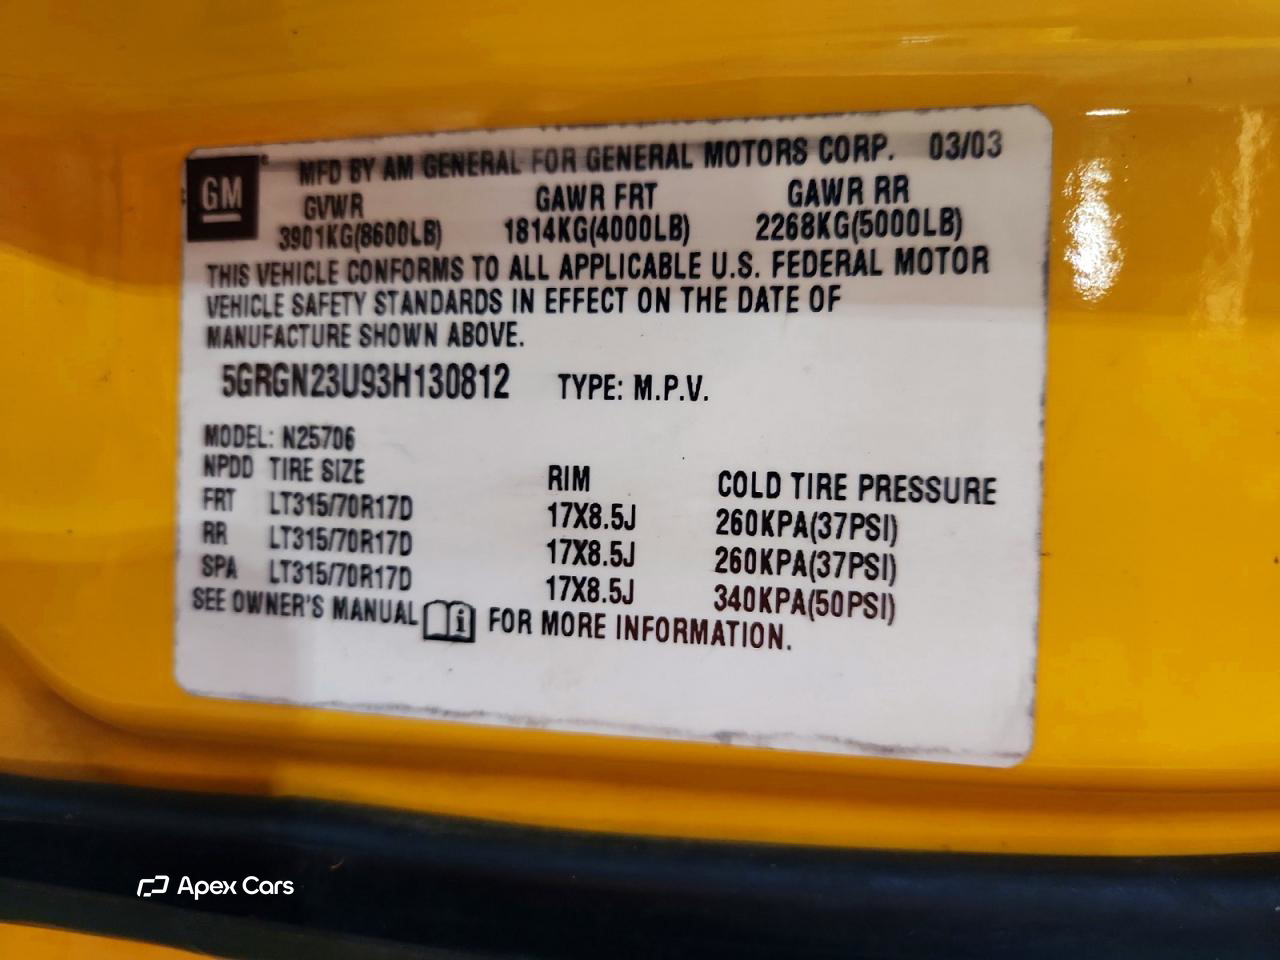 GM
MFD BY AM GENERAL FOR GENERAL MOTORS CORP. 03/03
GVWR GAWR FRT GAWR RR
3901KG(8600LB) 1814KG(4000LB) 2268KG(5000LB)
THIS VEHICLE CONFORMS TO ALL APPLICABLE U.S. FEDERAL MOTOR
VEHICLE SAFETY STANDARDS IN EFFECT ON THE DATE OF
MANUFACTURE SHOWN ABOVE.
5GRGN23U93H130812 TYPE: M.P.V.
MODEL: N25706
NPDD TIRE SIZE RIM COLD TIRE PRESSURE
FRT LT315/70R17D 17X8.5J 260KPA(37PSI)
RR LT315/70R17D 17X8.5J 260KPA(37PSI)
SPA LT315/70R17D 17X8.5J 340KPA(50PSI)
SEE OWNER'S MANUAL FOR MORE INFORMATION.
Apex Cars